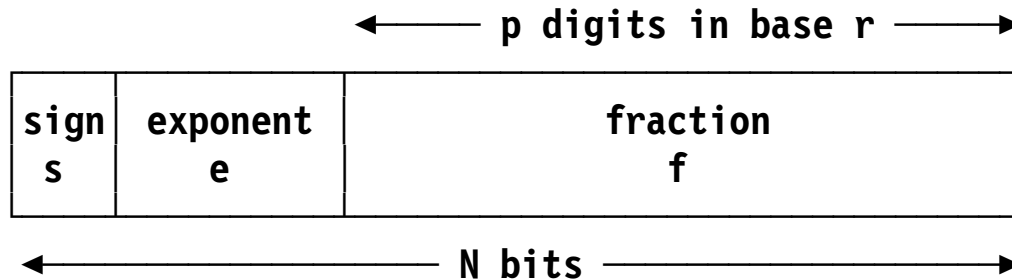 p digits in base r
sign exponent fraction
s e f
N bits